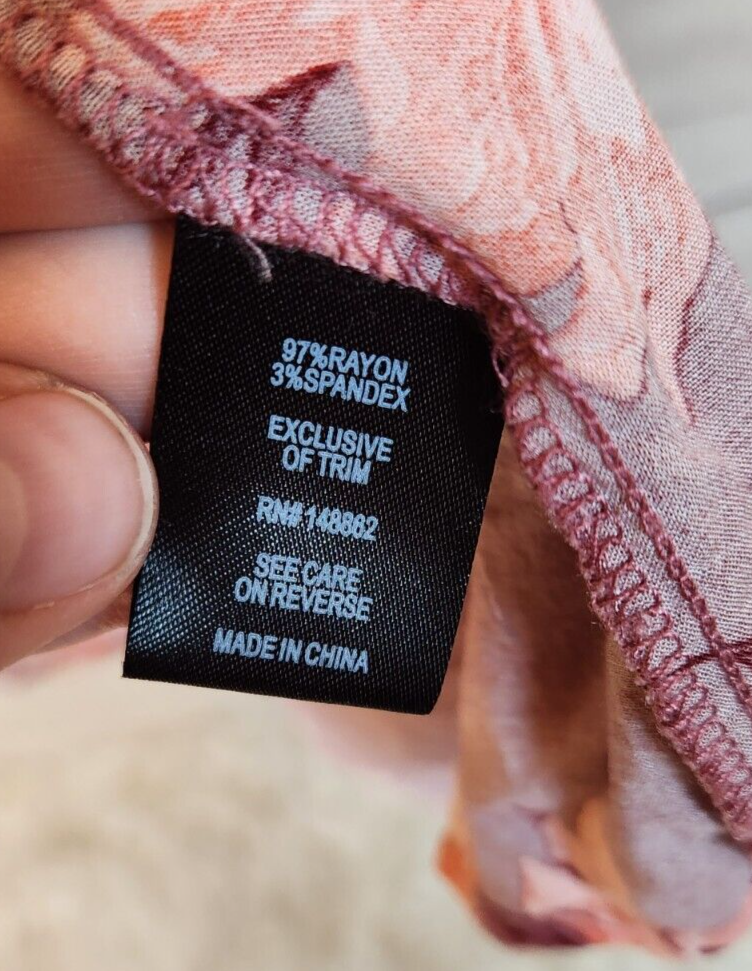 97%RAYON
3%SPANDEX
EXCLUSIVE
OF TRIM
RN# 148862
SEE CARE
ON REVERSE
MADE IN CHINA